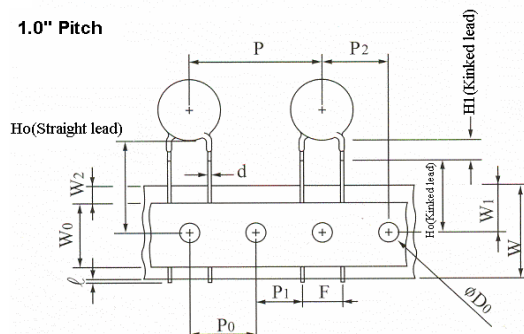 1.0" Pitch
P
P2
H1(Kinked lead)
Ho(Straight lead)
d
W2
W0
W1
W
Ho(Kinked lead)
ℓ
P1
F
P0
øD0